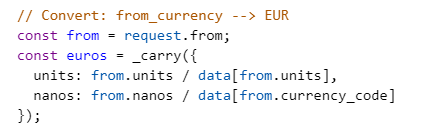 // Convert: from_currency --> EUR
const from = request.from;
const euros = _carry({
  units: from.units / data[from.units],
  nanos: from.nanos / data[from.currency_code]
});